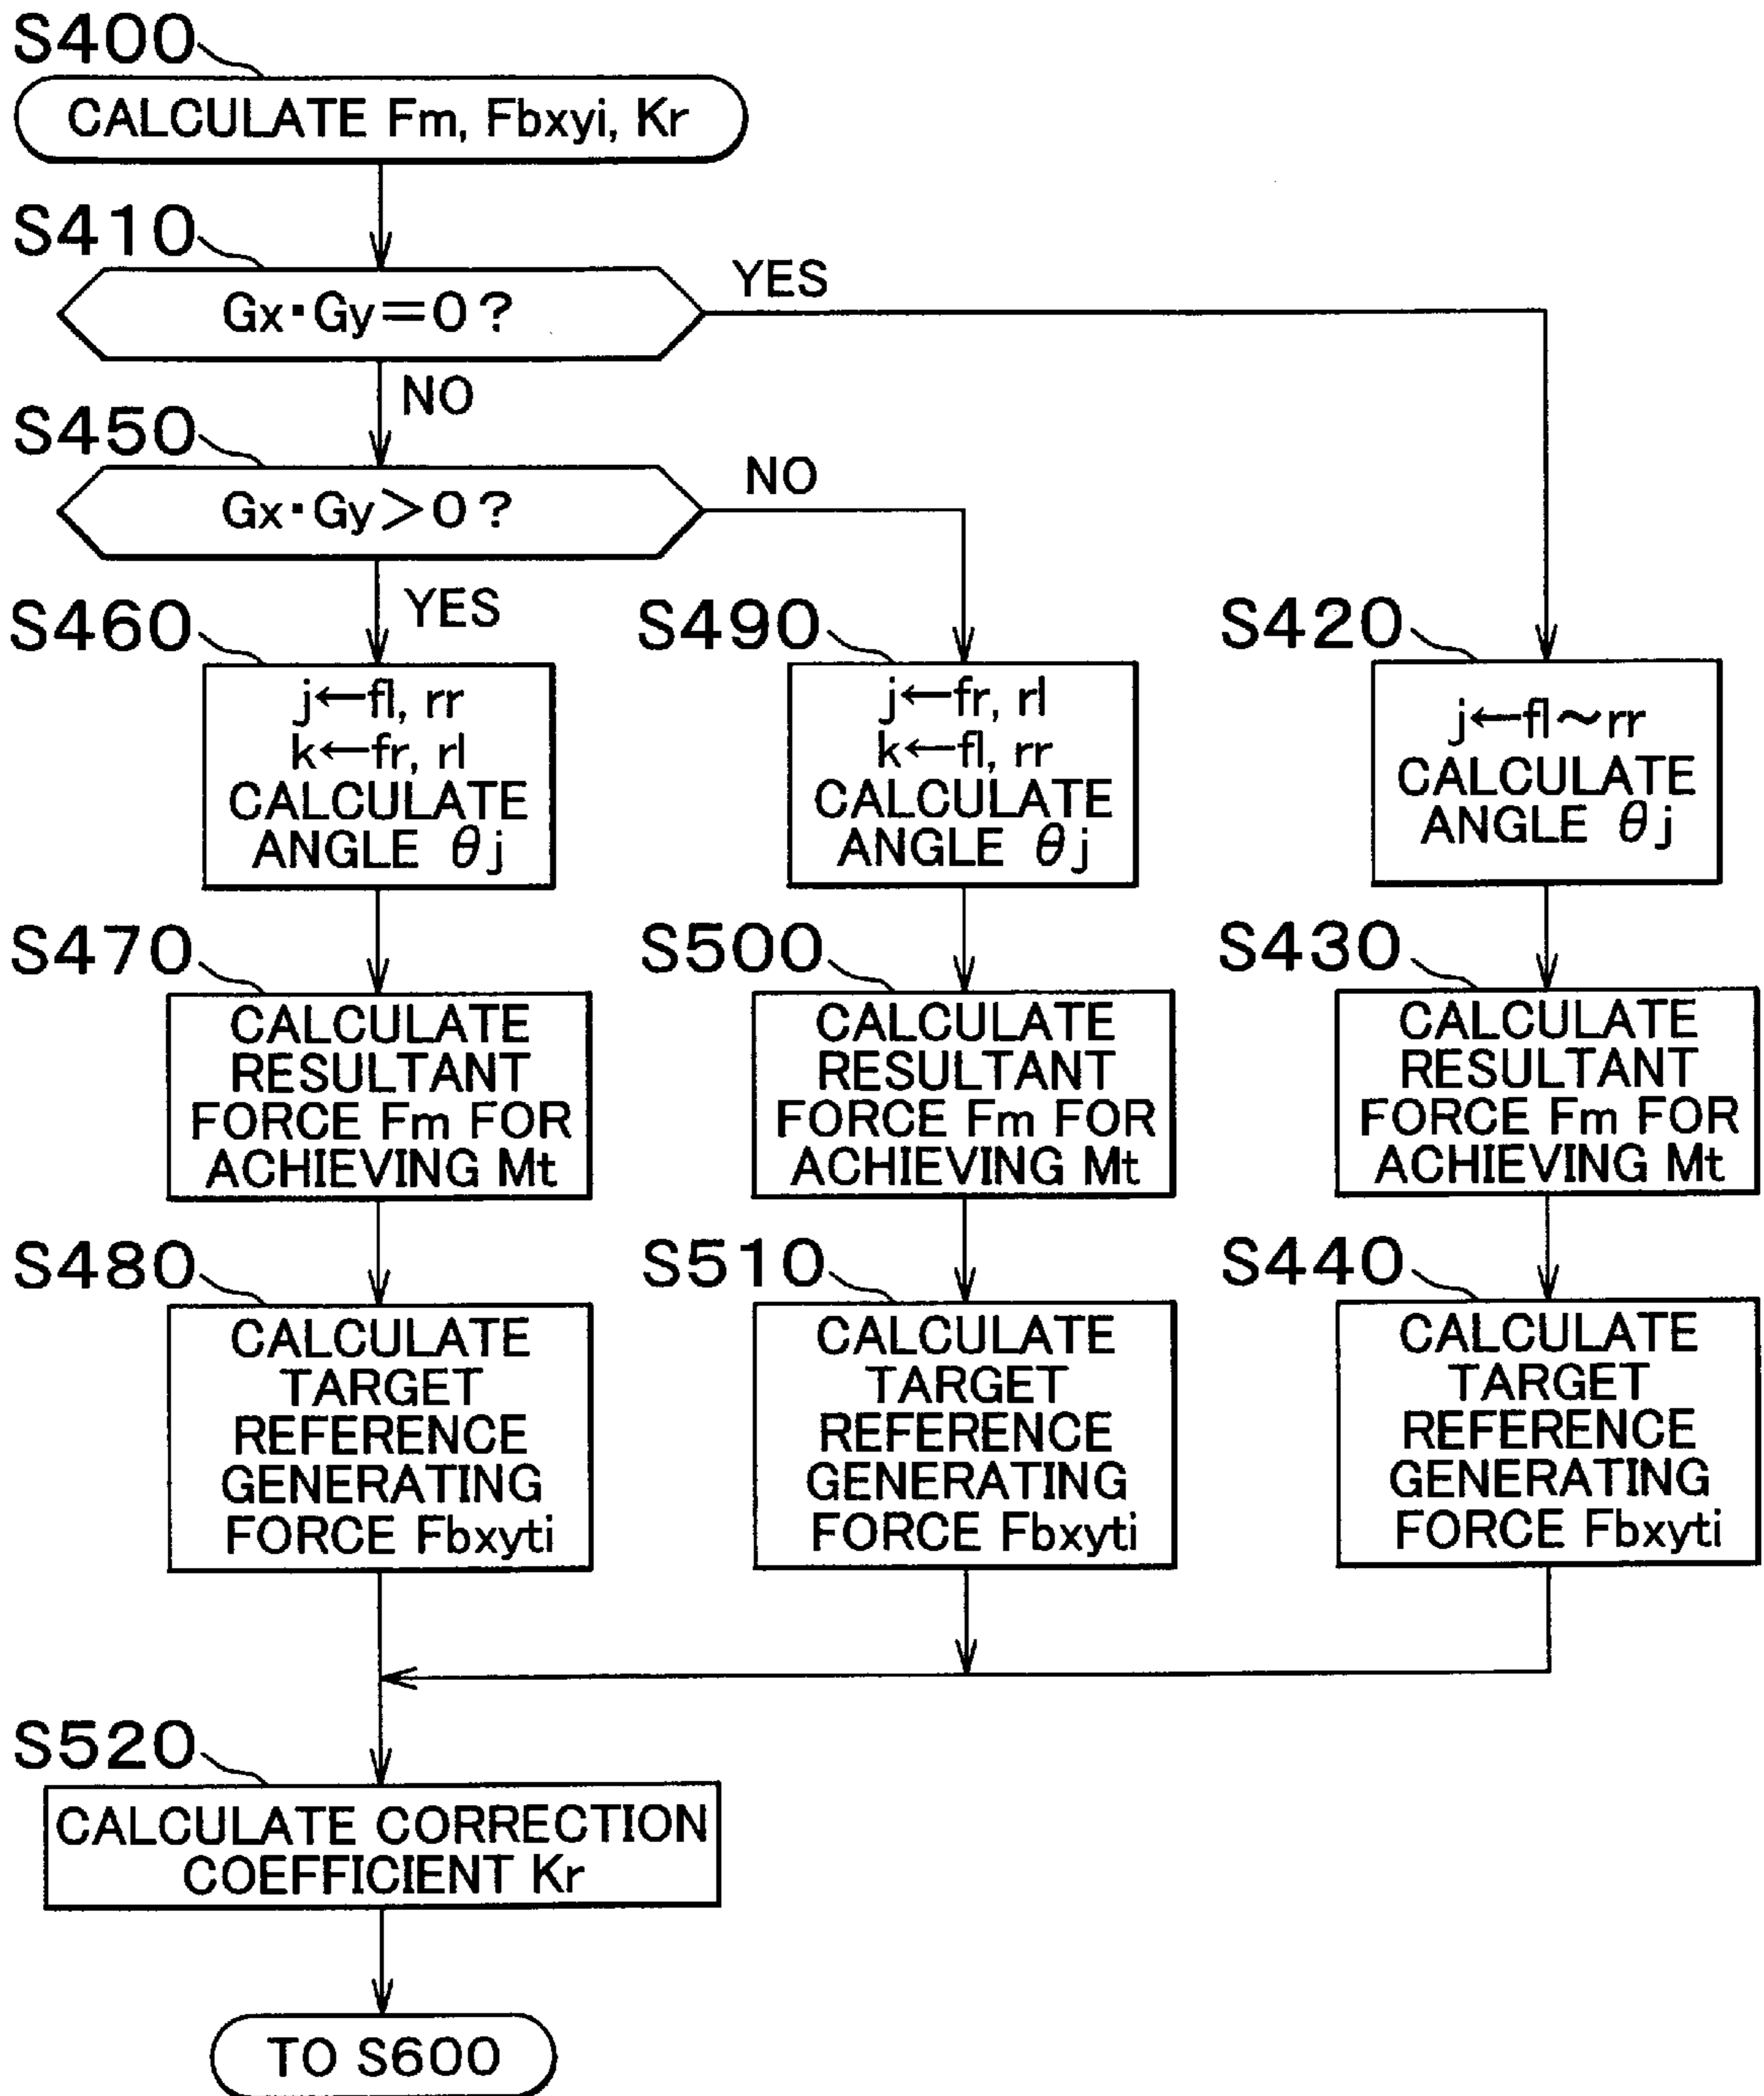 S400
CALCULATE Fm, Fbxyi, Kr
S410
Gx·Gy=0?
YES
NO
S450
Gx·Gy>0?
NO
YES
S460
j←fl, rr
k←fr, rl
CALCULATE
ANGLE θj
S490
j←fr, rl
k←fl, rr
CALCULATE
ANGLE θj
S420
j←fl~rr
CALCULATE
ANGLE θj
S470
CALCULATE
RESULTANT
FORCE Fm FOR
ACHIEVING Mt
S500
CALCULATE
RESULTANT
FORCE Fm FOR
ACHIEVING Mt
S430
CALCULATE
RESULTANT
FORCE Fm FOR
ACHIEVING Mt
S480
CALCULATE
TARGET
REFERENCE
GENERATING
FORCE Fbxyti
S510
CALCULATE
TARGET
REFERENCE
GENERATING
FORCE Fbxyti
S440
CALCULATE
TARGET
REFERENCE
GENERATING
FORCE Fbxyti
S520
CALCULATE CORRECTION
COEFFICIENT Kr
TO S600